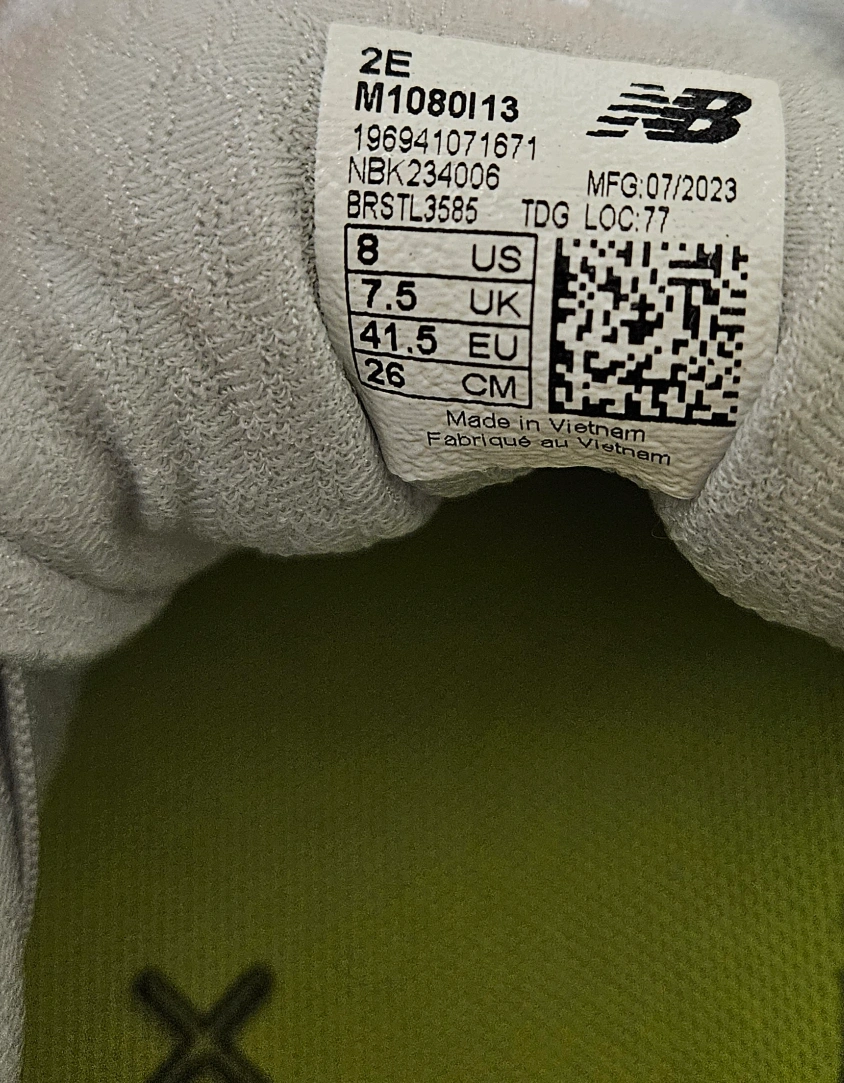 2E
M1080I13
NB
196941071671
NBK234006
MFG:07/2023
BRSTL3585 TDG LOC:77
8 US
7.5 UK
41.5 EU
26 CM
Made in Vietnam
Fabriqué au Vietnam
X